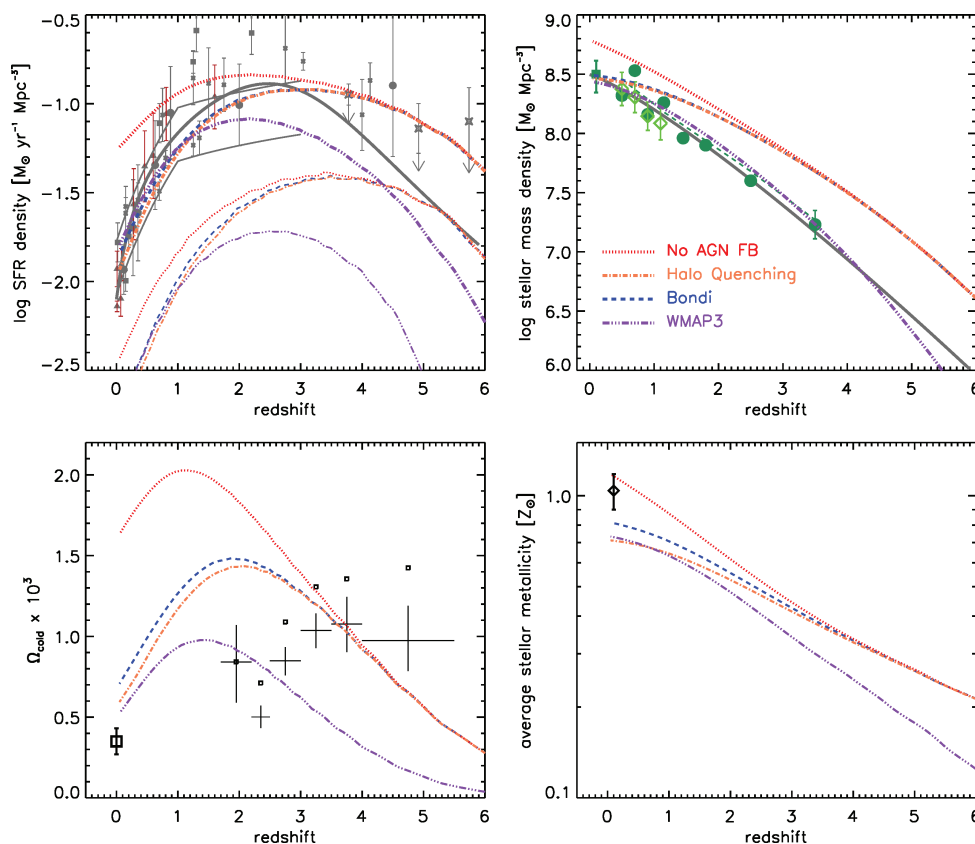 log SFR density [M⊙ yr⁻¹ Mpc⁻³]
-0.5
-1.0
-1.5
-2.0
-2.5
0 1 2 3 4 5 6
redshift
log stellar mass density [M⊙ Mpc⁻³]
9.0
8.5
8.0
7.5
7.0
6.5
6.0
No AGN FB
Halo Quenching
Bondi
WMAP3
0 1 2 3 4 5 6
redshift
Ωcold × 10³
2.0
1.5
1.0
0.5
0.0
0 1 2 3 4 5 6
redshift
average stellar metallicity [Z⊙]
1.0
0.1
0 1 2 3 4 5 6
redshift